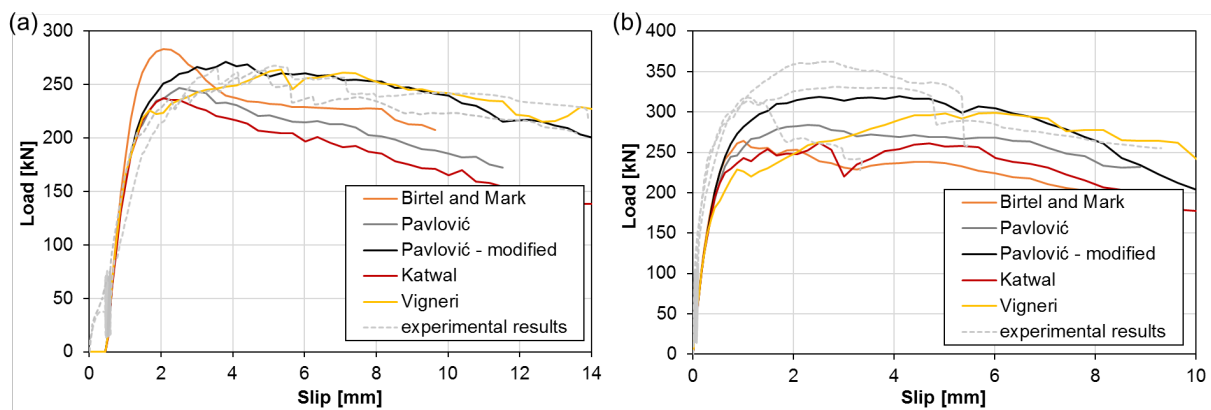 (a)
300
250
200
150
100
50
0
Load [kN]
0 2 4 6 8 10 12 14
Slip [mm]
Birtel and Mark
Pavlović
Pavlović - modified
Katwal
Vigneri
experimental results
(b)
400
350
300
250
200
150
100
50
0
Load [kN]
0 2 4 6 8 10
Slip [mm]
Birtel and Mark
Pavlović
Pavlović - modified
Katwal
Vigneri
experimental results